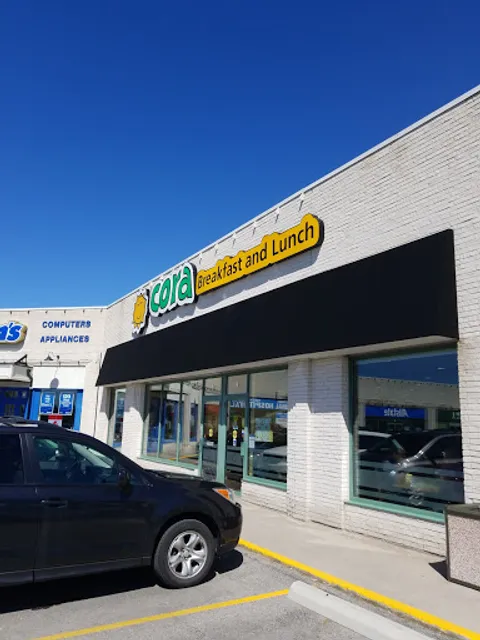 cora
Breakfast and Lunch
a's
COMPUTERS
APPLIANCES